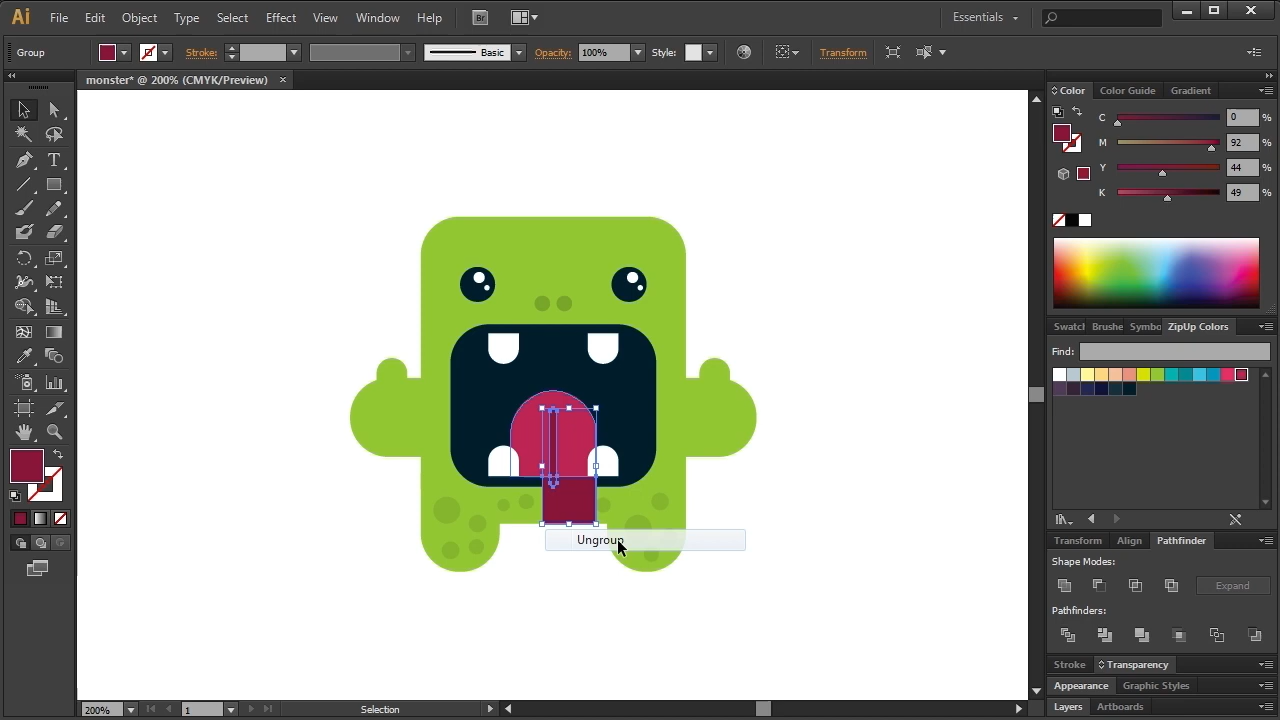 Ai File Edit Object Type Select Effect View Window Help Br Essentials
Group Stroke: Basic Opacity: 100% Style: Transform
monster* @ 200% (CMYK/Preview)
Color Color Guide Gradient
C 0 %
M 92 %
Y 44 %
K 49 %
Swatcl Brushe Symbo ZipUp Colors
Find:
Ungroup
Transform Align Pathfinder
Shape Modes:
Expand
Pathfinders:
Stroke Transparency
Appearance Graphic Styles
Layers Artboards
200% 1 Selection